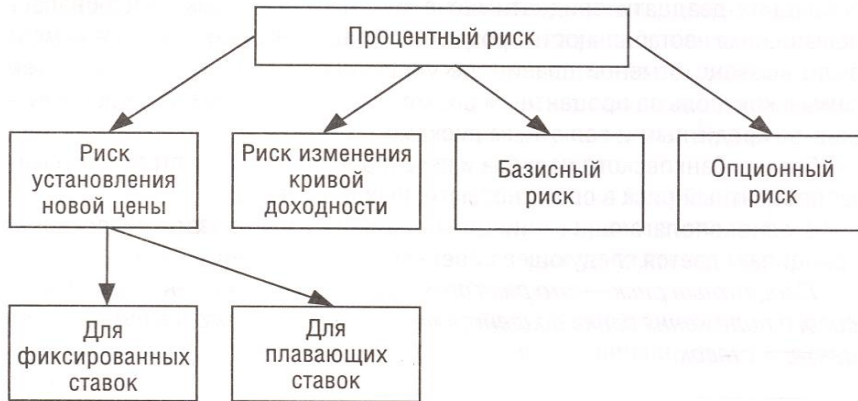 Процентный риск
Риск
установления
новой цены
Риск изменения
кривой
доходности
Базисный
риск
Опционный
риск
Для
фиксированных
ставок
Для
плавающих
ставок